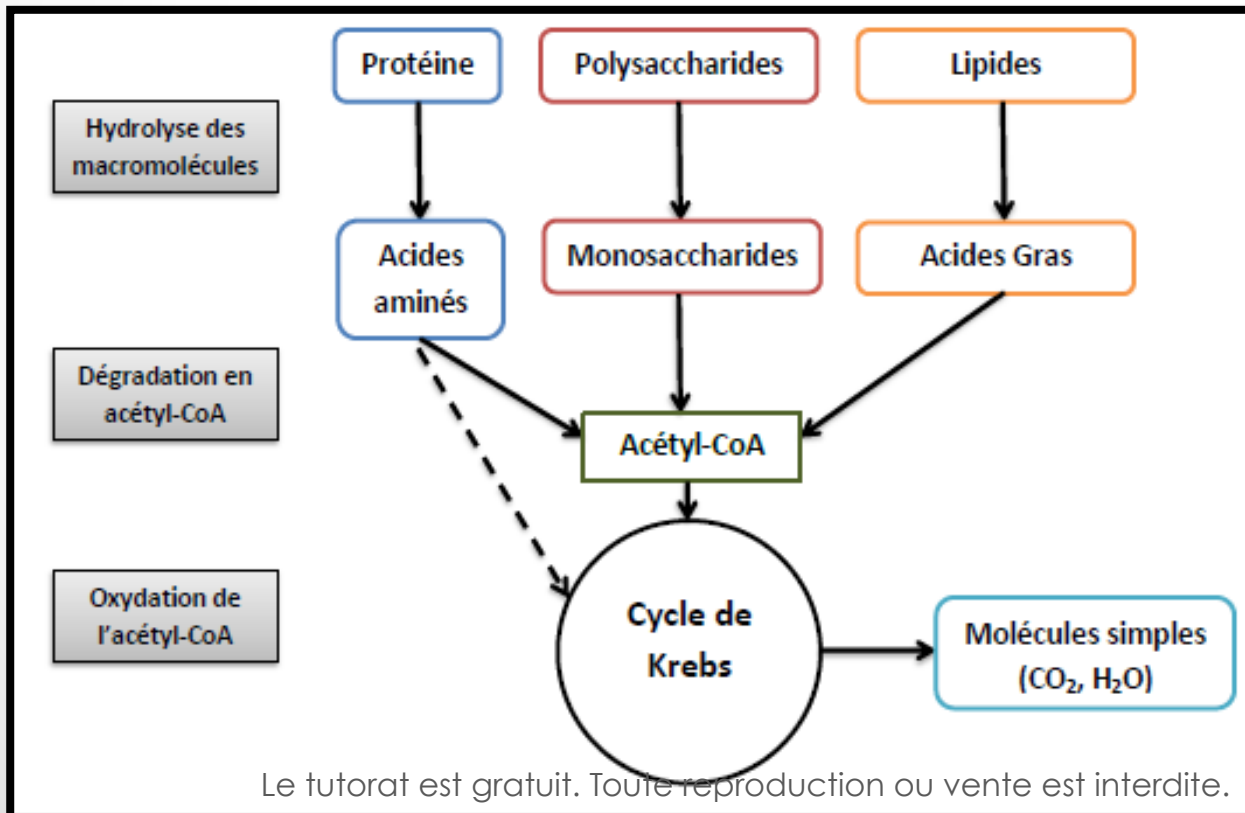 Protéine
Polysaccharides
Lipides
Hydrolyse des
macromolécules
Acides
aminés
Monosaccharides
Acides Gras
Dégradation en
acétyl-CoA
Acétyl-CoA
Oxydation de
l'acétyl-CoA
Cycle de
Krebs
Molécules simples
(CO₂, H₂O)
Le tutorat est gratuit. Toute reproduction ou vente est interdite.